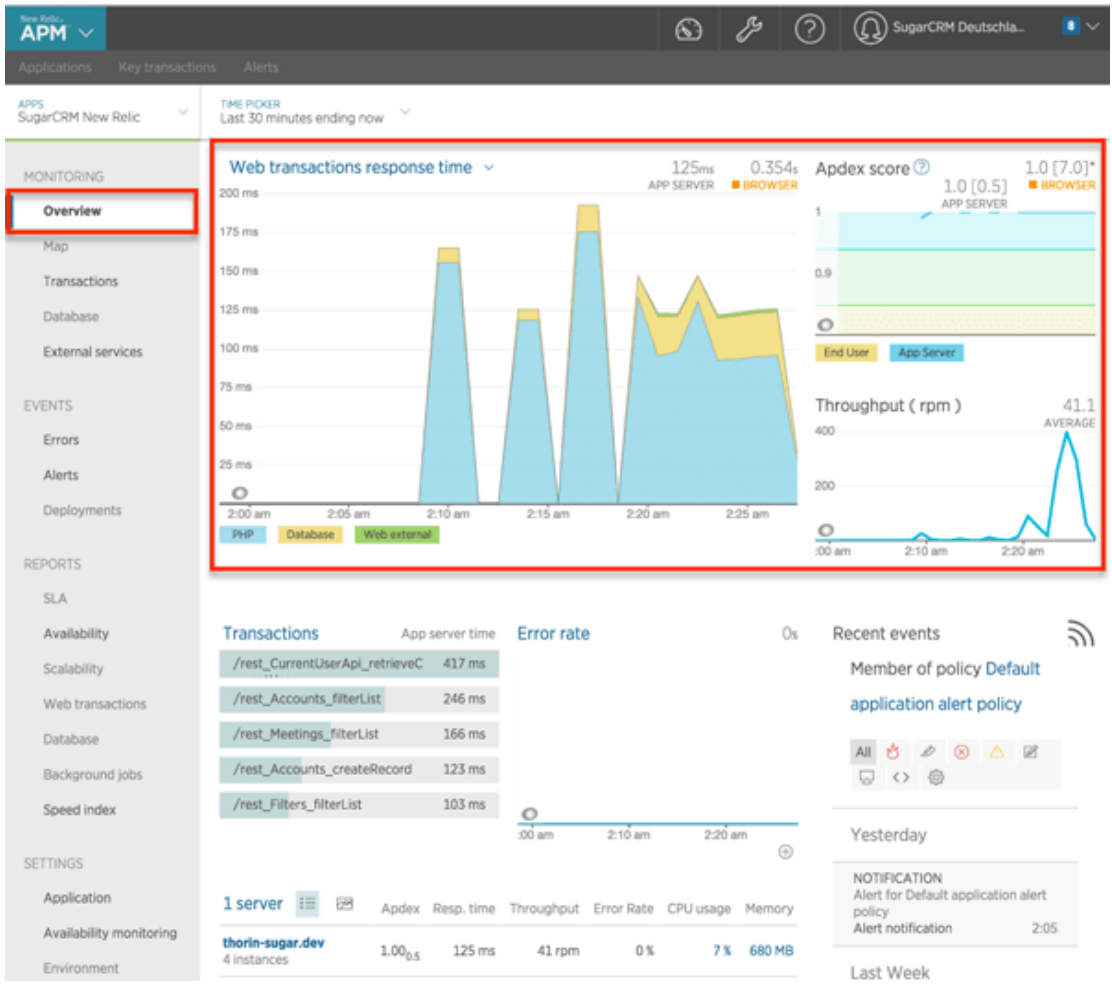 New Relic.
APM
SugarCRM Deutschla...
8
Applications Key transactions Alerts
APPS
SugarCRM New Relic
TIME PICKER
Last 30 minutes ending now
MONITORING
Overview
Map
Transactions
Database
External services
EVENTS
Errors
Alerts
Deployments
REPORTS
SLA
Availability
Scalability
Web transactions
Database
Background jobs
Speed index
SETTINGS
Application
Availability monitoring
Environment
Web transactions response time
125ms
APP SERVER
0.354s
BROWSER
200 ms
175 ms
150 ms
125 ms
100 ms
75 ms
50 ms
25 ms
2:00 am 2:05 am 2:10 am 2:15 am 2:20 am 2:25 am
PHP Database Web external
Apdex score ?
1.0 [0.5]
APP SERVER
1.0 [7.0]*
BROWSER
1
0.9
End User App Server
Throughput ( rpm )
41.1
AVERAGE
400
200
:00 am 2:10 am 2:20 am
Transactions App server time
/rest_CurrentUserApi_retrieveC 417 ms
/rest_Accounts_filterList 246 ms
/rest_Meetings_filterList 166 ms
/rest_Accounts_createRecord 123 ms
/rest_Filters_filterList 103 ms
Error rate 0%
:00 am 2:10 am 2:20 am
Recent events
Member of policy Default
application alert policy
All
Yesterday
NOTIFICATION
Alert for Default application alert
policy
Alert notification 2:05
Last Week
1 server
Apdex Resp. time Throughput Error Rate CPU usage Memory
thorin-sugar.dev
4 instances
1.00 0.5 125 ms 41 rpm 0 % 7 % 680 MB